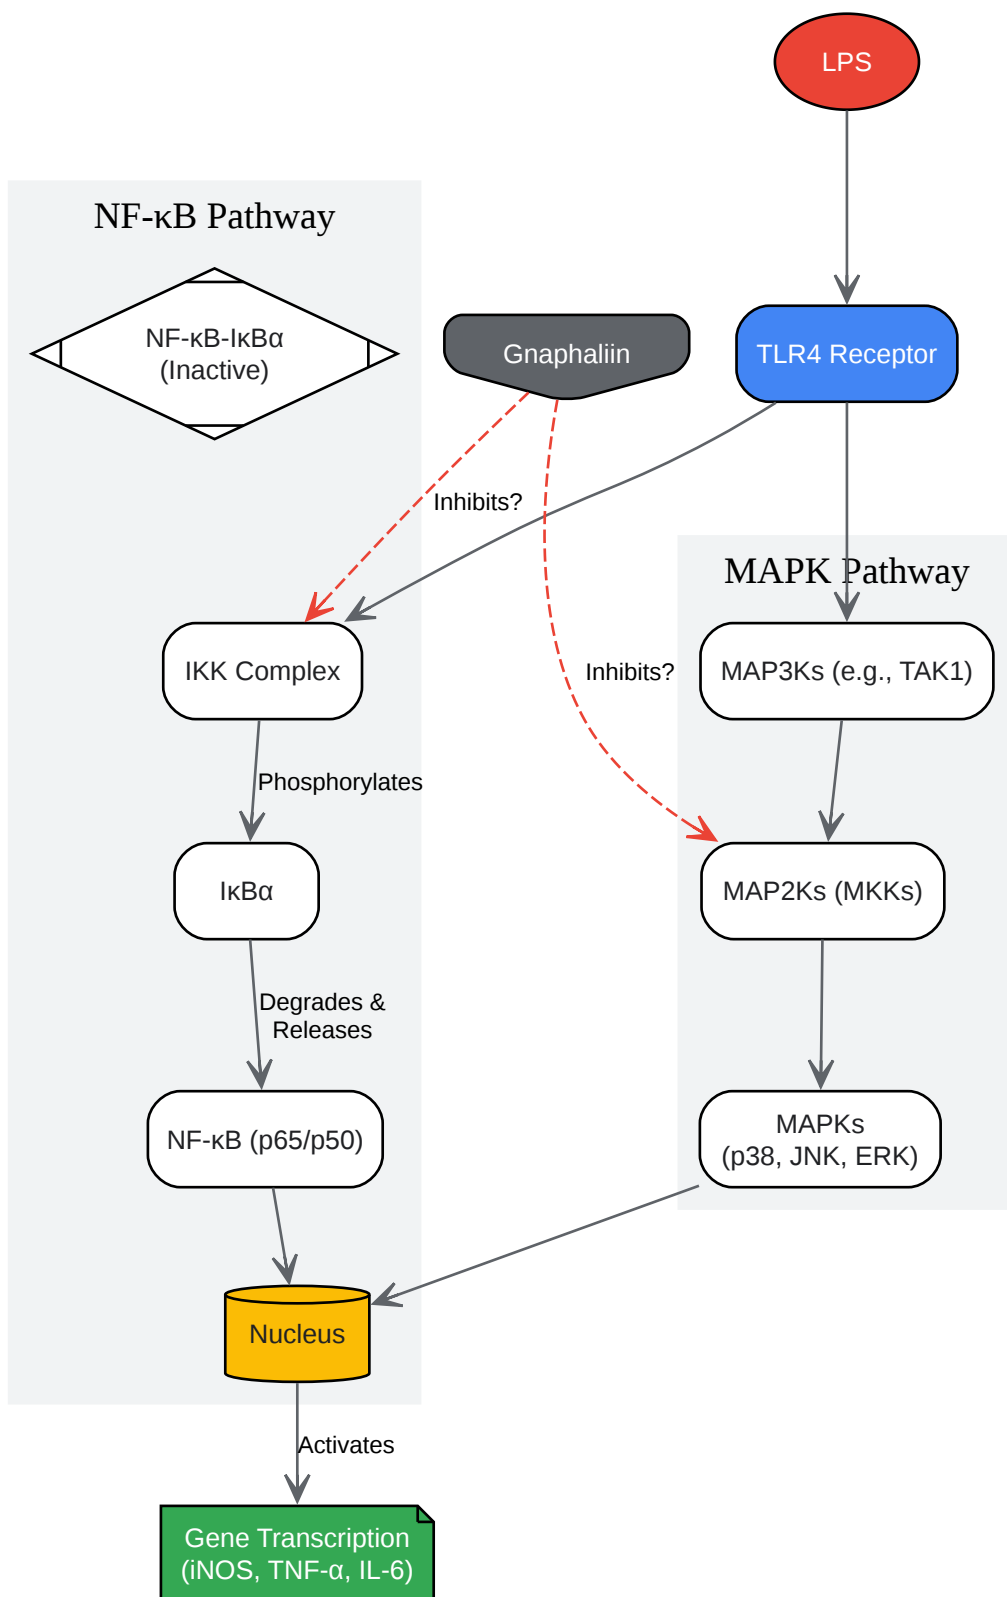 LPS
NF-κB Pathway
NF-κB-IκBα
(Inactive)
Gnaphaliin
TLR4 Receptor
Inhibits?
MAPK Pathway
IKK Complex
Inhibits?
MAP3Ks (e.g., TAK1)
Phosphorylates
IκBα
MAP2Ks (MKKs)
Degrades &
Releases
NF-κB (p65/p50)
MAPKs
(p38, JNK, ERK)
Nucleus
Activates
Gene Transcription
(iNOS, TNF-α, IL-6)